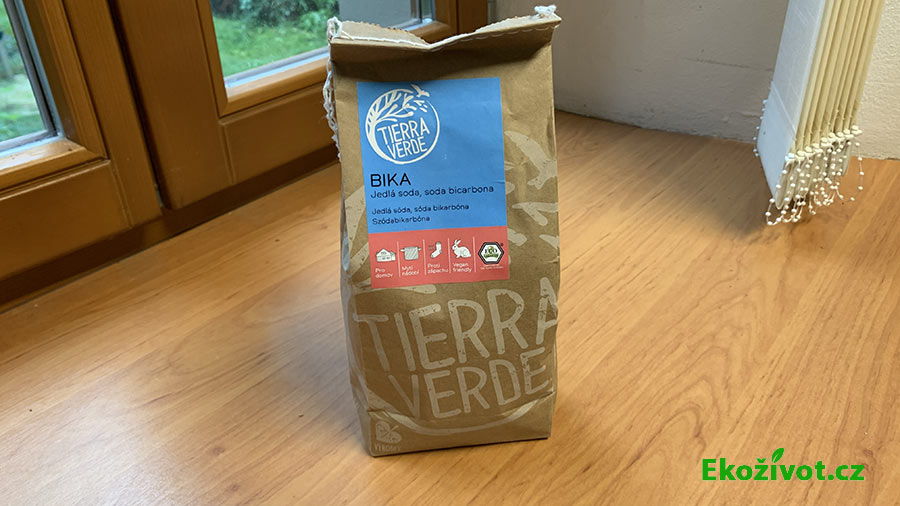 TIERRA
VERDE
BIKA
Jedlá soda, soda bicarbona
Jedlá sóda, sóda bikarbóna
Szódabikarbóna
Pro
domov
Mytí
nádobí
Proti
zápachu
Vegan
friendly
TIERRA
VERDE
Ekoživot.cz